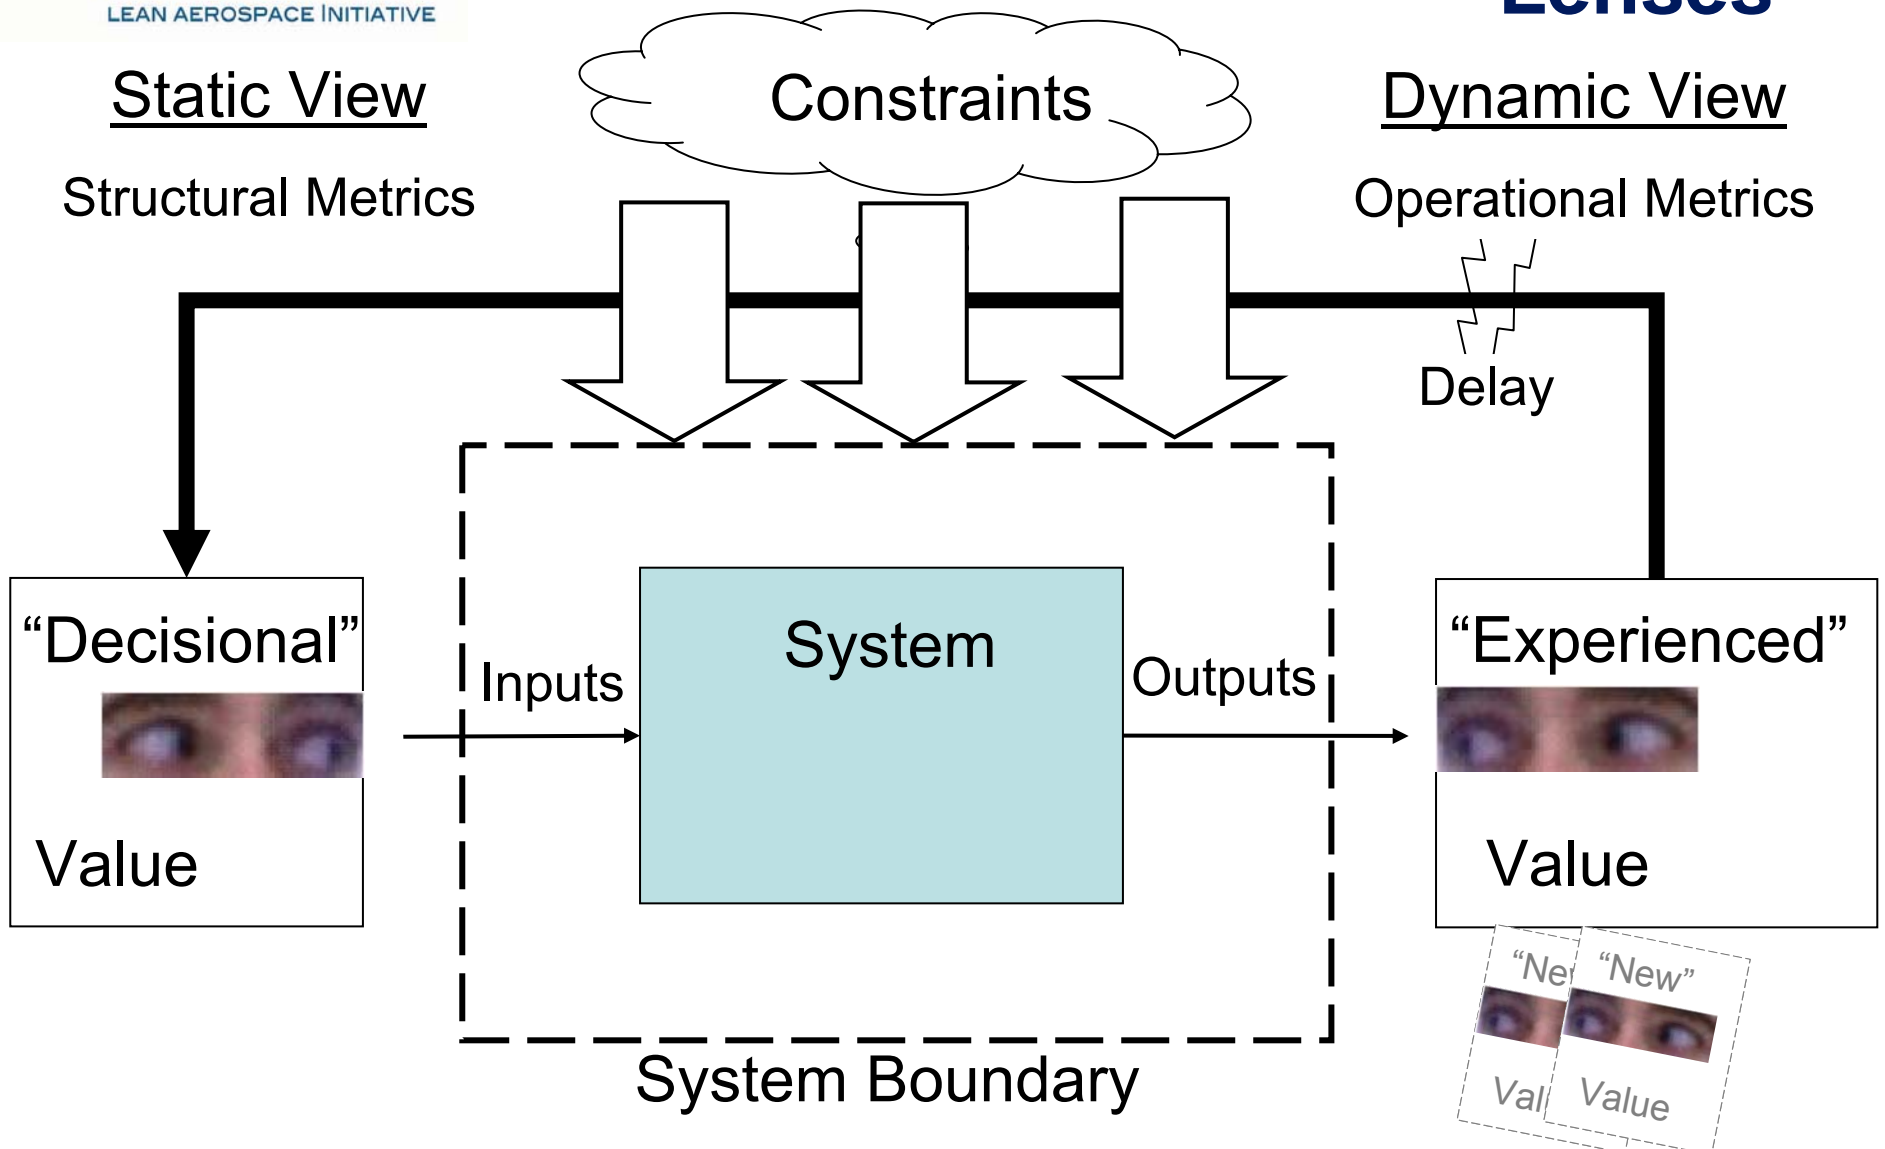 LEAN AEROSPACE INITIATIVE
Lenses
Static View
Constraints
Dynamic View
Structural Metrics
Operational Metrics
Delay
“Decisional”
System
“Experienced”
Inputs
Outputs
Value
Value
“New”
System Boundary
Value